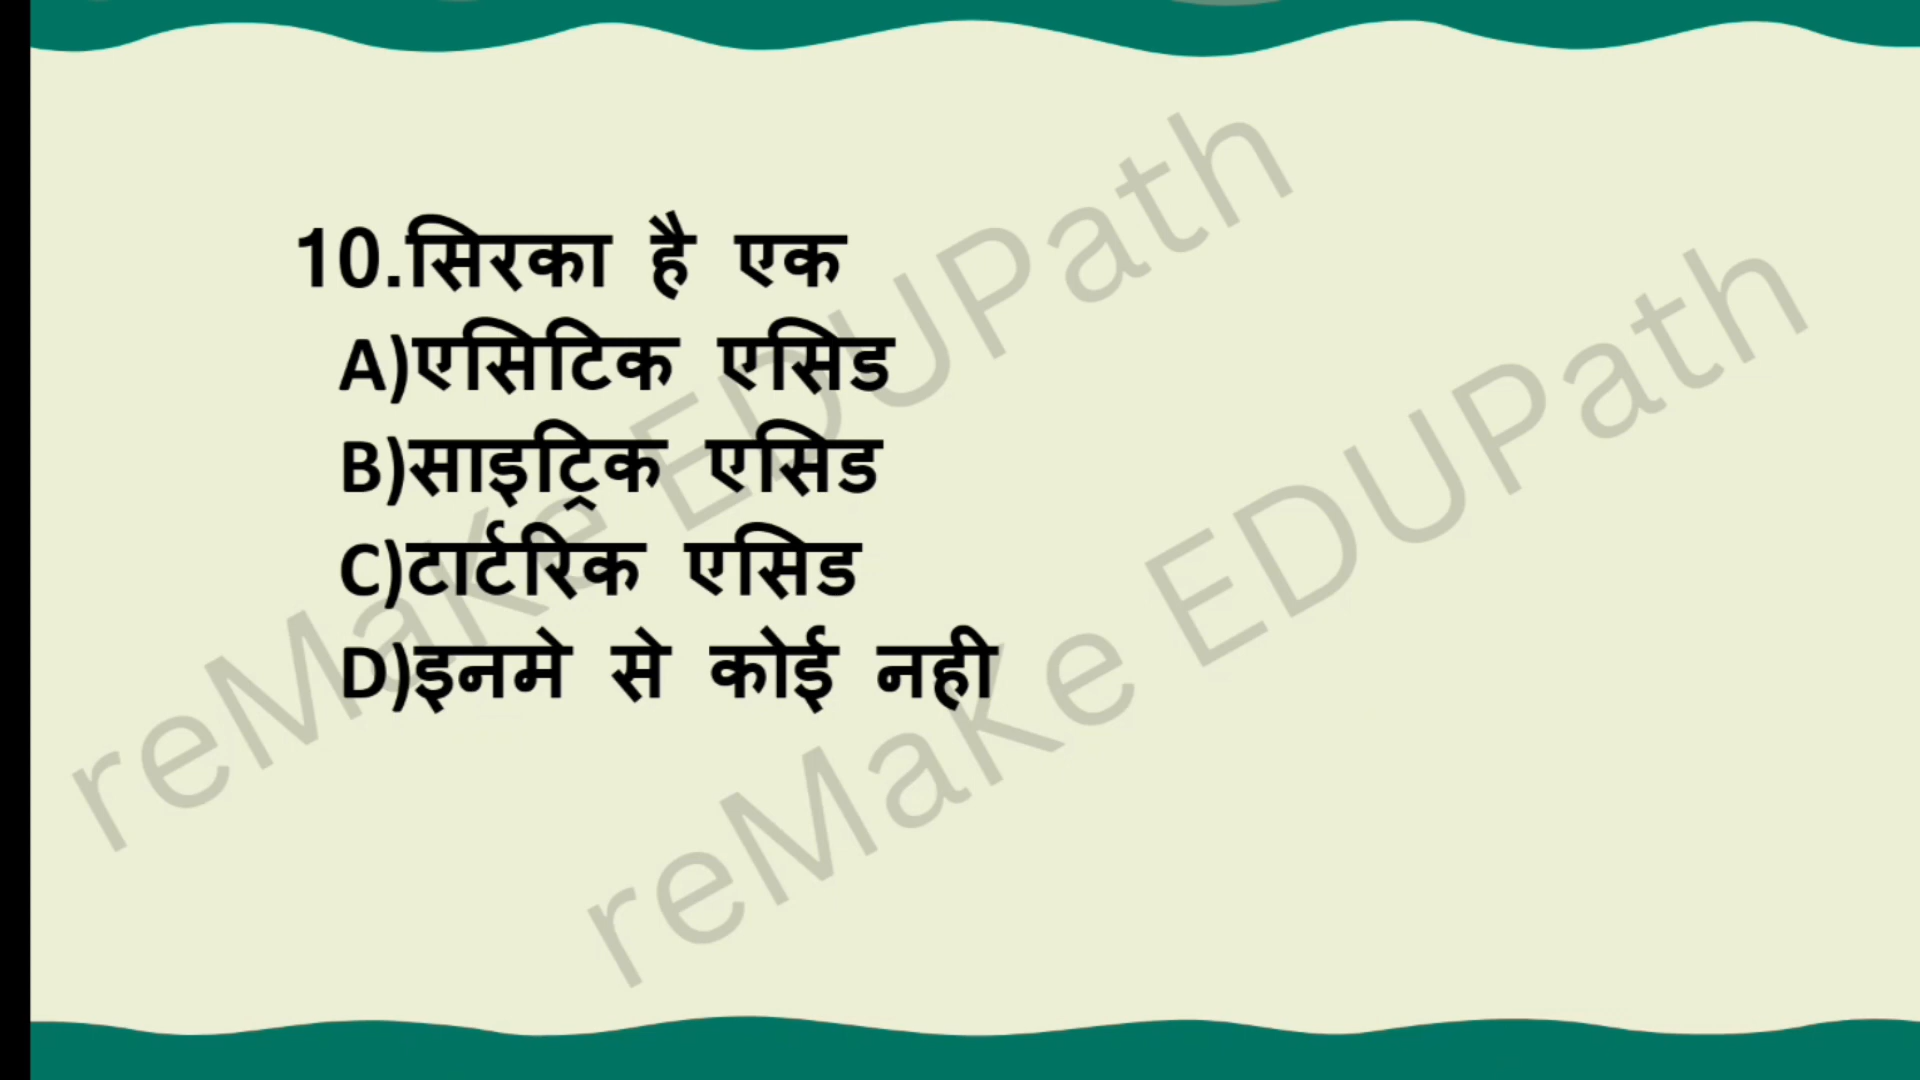 10.सिरका है एक
A)एसिटिक एसिड
B)साइट्रिक एसिड
C)टार्टरिक एसिड
D)इनमे से कोई नही
reMaKe EDUPath
reMaKe EDUPath